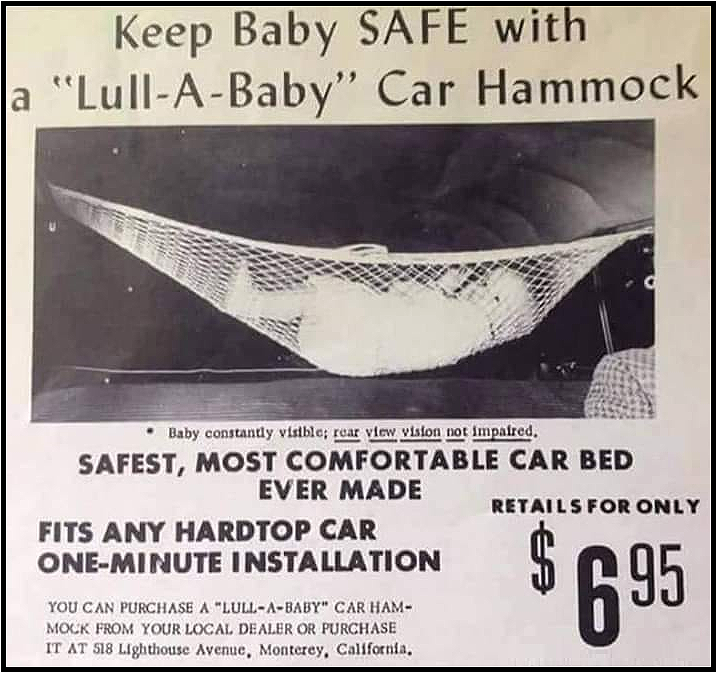 Keep Baby SAFE with
a "Lull-A-Baby" Car Hammock
* Baby constantly visible; rear view vision not impaired.
SAFEST, MOST COMFORTABLE CAR BED
EVER MADE
RETAILS FOR ONLY
$6.95
FITS ANY HARDTOP CAR
ONE-MINUTE INSTALLATION
YOU CAN PURCHASE A "LULL-A-BABY" CAR HAM-
MOCK FROM YOUR LOCAL DEALER OR PURCHASE
IT AT 518 Lighthouse Avenue, Monterey, California.